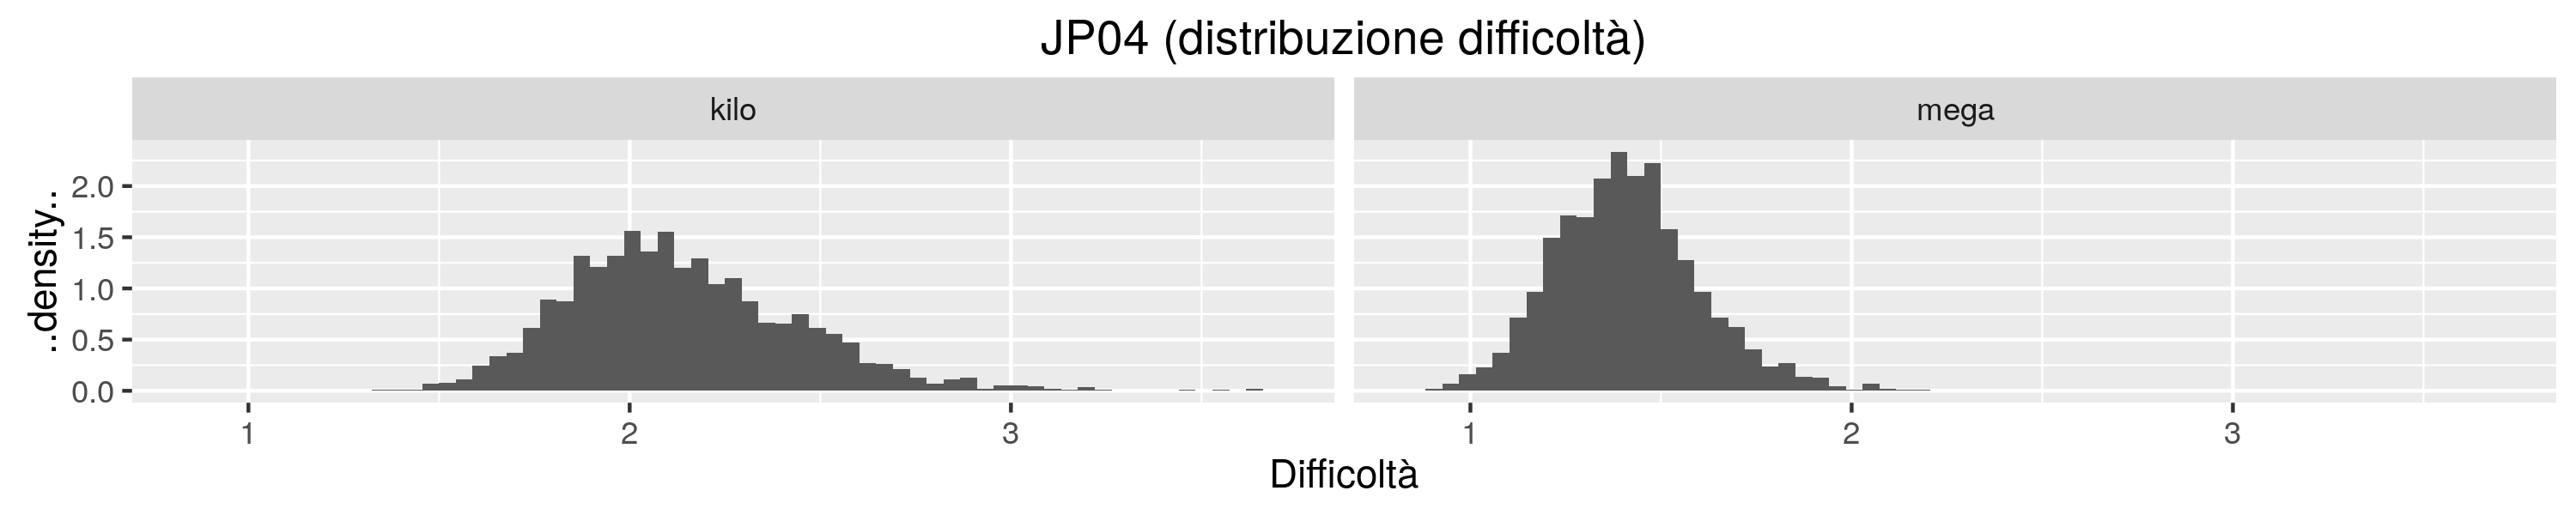 JP04 (distribuzione difficoltà)
kilo
mega
..density..
2.0
1.5
1.0
0.5
0.0
1 2 3
1 2 3
Difficoltà